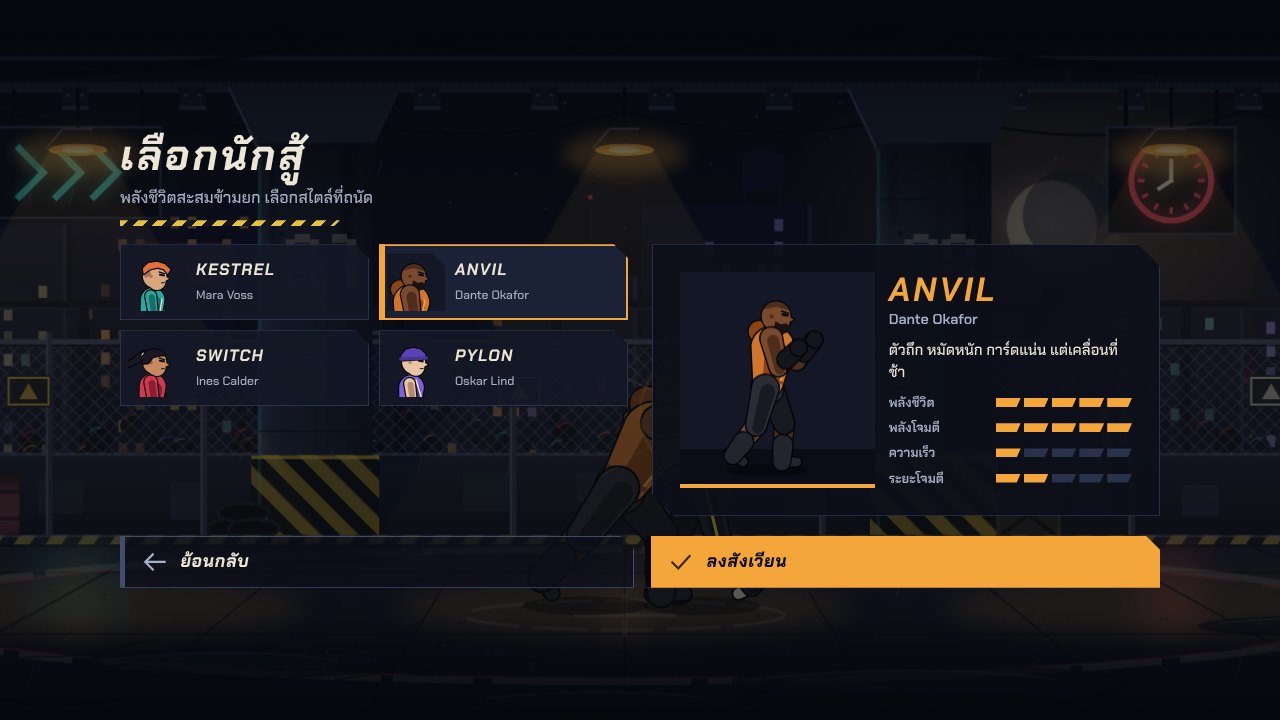 เลือกนักสู้
พลังชีวิตสะสมข้ามยก เลือกสไตล์ที่ถนัด
KESTREL
Mara Voss
ANVIL
Dante Okafor
SWITCH
Ines Calder
PYLON
Oskar Lind
ANVIL
Dante Okafor
ตัวถึก หมัดหนัก การ์ดแน่น แต่เคลื่อนที่
ช้า
พลังชีวิต
พลังโจมตี
ความเร็ว
ระยะโจมตี
ย้อนกลับ
ลงสังเวียน